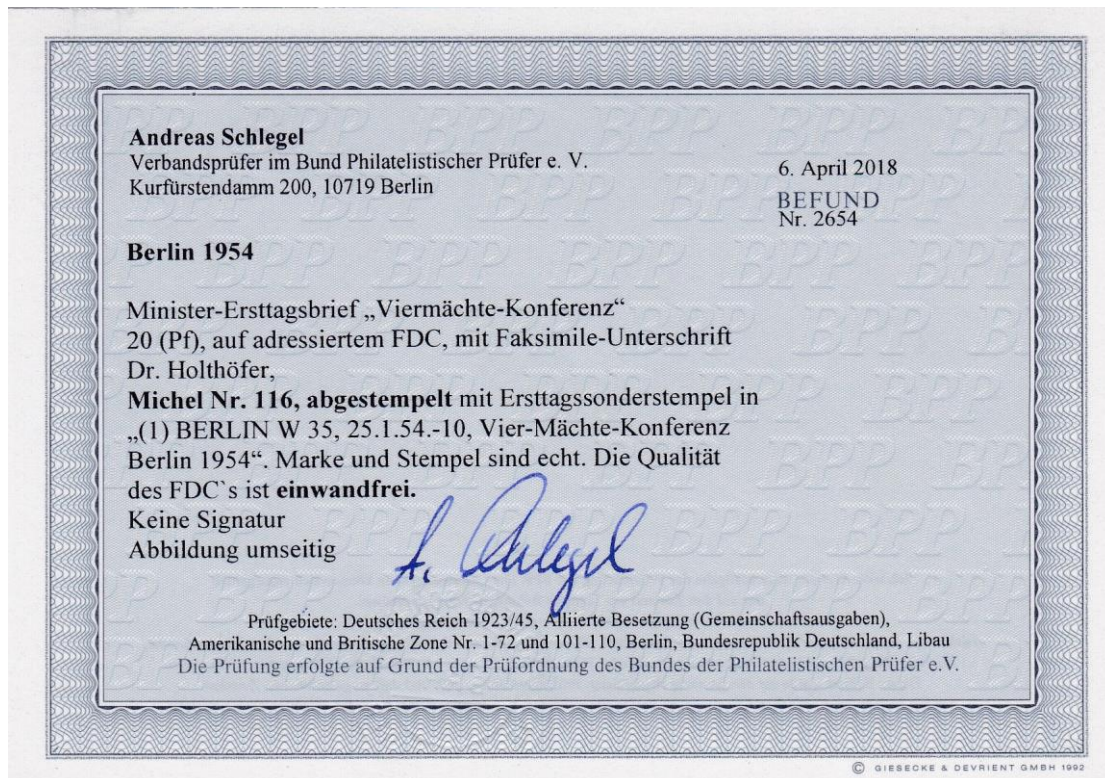 Andreas Schlegel
Verbandsprüfer im Bund Philatelistischer Prüfer e. V.
Kurfürstendamm 200, 10719 Berlin
6. April 2018
BEFUND
Nr. 2654
Berlin 1954
Minister-Ersttagsbrief „Viermächte-Konferenz“
20 (Pf), auf adressiertem FDC, mit Faksimile-Unterschrift
Dr. Holthöfer,
Michel Nr. 116, abgestempelt mit Ersttagssonderstempel in
„(1) BERLIN W 35, 25.1.54.-10, Vier-Mächte-Konferenz
Berlin 1954“. Marke und Stempel sind echt. Die Qualität
des FDC`s ist einwandfrei.
Keine Signatur
Abbildung umseitig
A. Schlegel
Prüfgebiete: Deutsches Reich 1923/45, Alliierte Besetzung (Gemeinschaftsausgaben),
Amerikanische und Britische Zone Nr. 1-72 und 101-110, Berlin, Bundesrepublik Deutschland, Libau
Die Prüfung erfolgte auf Grund der Prüfordnung des Bundes der Philatelistischen Prüfer e.V.
© GIESECKE & DEVRIENT GMBH 1992